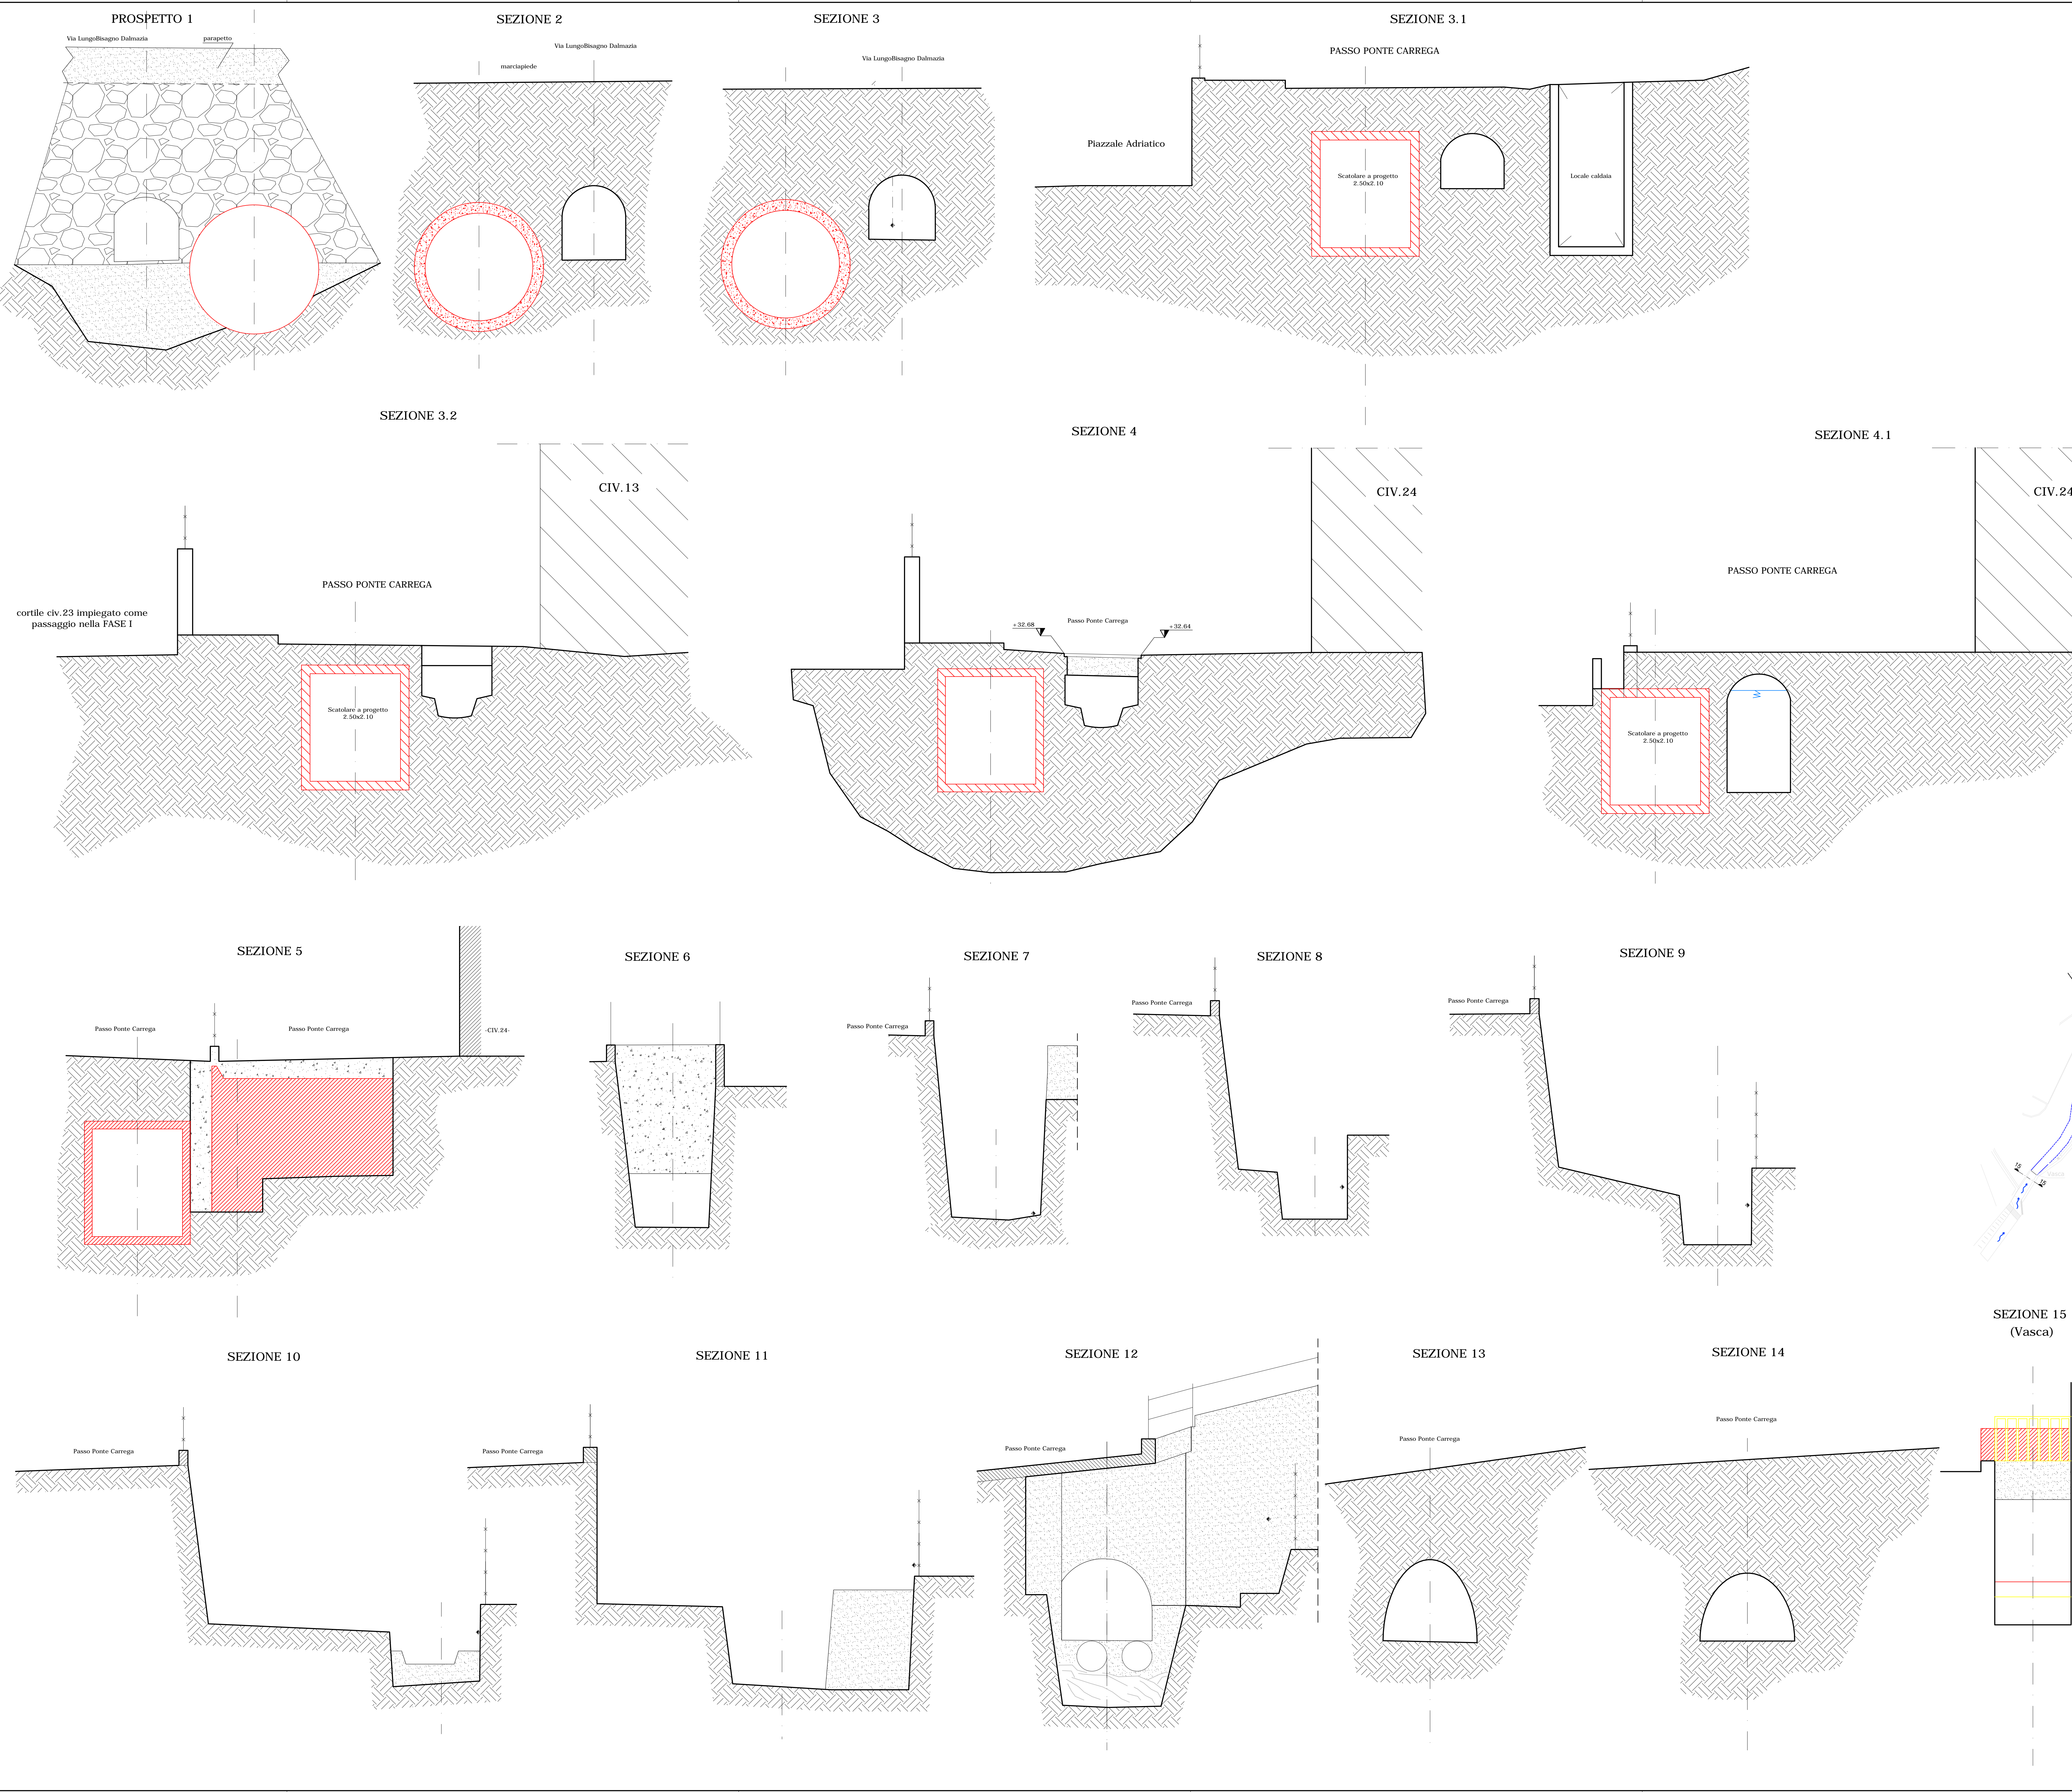 PROSPETTO 1
Via LungoBisagno Dalmazia
parapetto
SEZIONE 2
Via LungoBisagno Dalmazia
marciapiede
SEZIONE 3
Via LungoBisagno Dalmazia
SEZIONE 3.1
PASSO PONTE CARREGA
Piazzale Adriatico
Scatolare a progetto
2.50x2.10
Locale caldaia
SEZIONE 3.2
CIV.13
PASSO PONTE CARREGA
cortile civ.23 impiegato come
passaggio nella FASE I
Scatolare a progetto
2.50x2.10
SEZIONE 4
CIV.24
+32.68
Passo Ponte Carrega
+32.64
SEZIONE 4.1
CIV.24
PASSO PONTE CARREGA
Scatolare a progetto
2.50x2.10
SEZIONE 5
Passo Ponte Carrega
Passo Ponte Carrega
-CIV.24-
SEZIONE 6
SEZIONE 7
Passo Ponte Carrega
SEZIONE 8
Passo Ponte Carrega
SEZIONE 9
Passo Ponte Carrega
15
15
SEZIONE 10
Passo Ponte Carrega
SEZIONE 11
Passo Ponte Carrega
SEZIONE 12
Passo Ponte Carrega
SEZIONE 13
Passo Ponte Carrega
SEZIONE 14
Passo Ponte Carrega
SEZIONE 15
(Vasca)